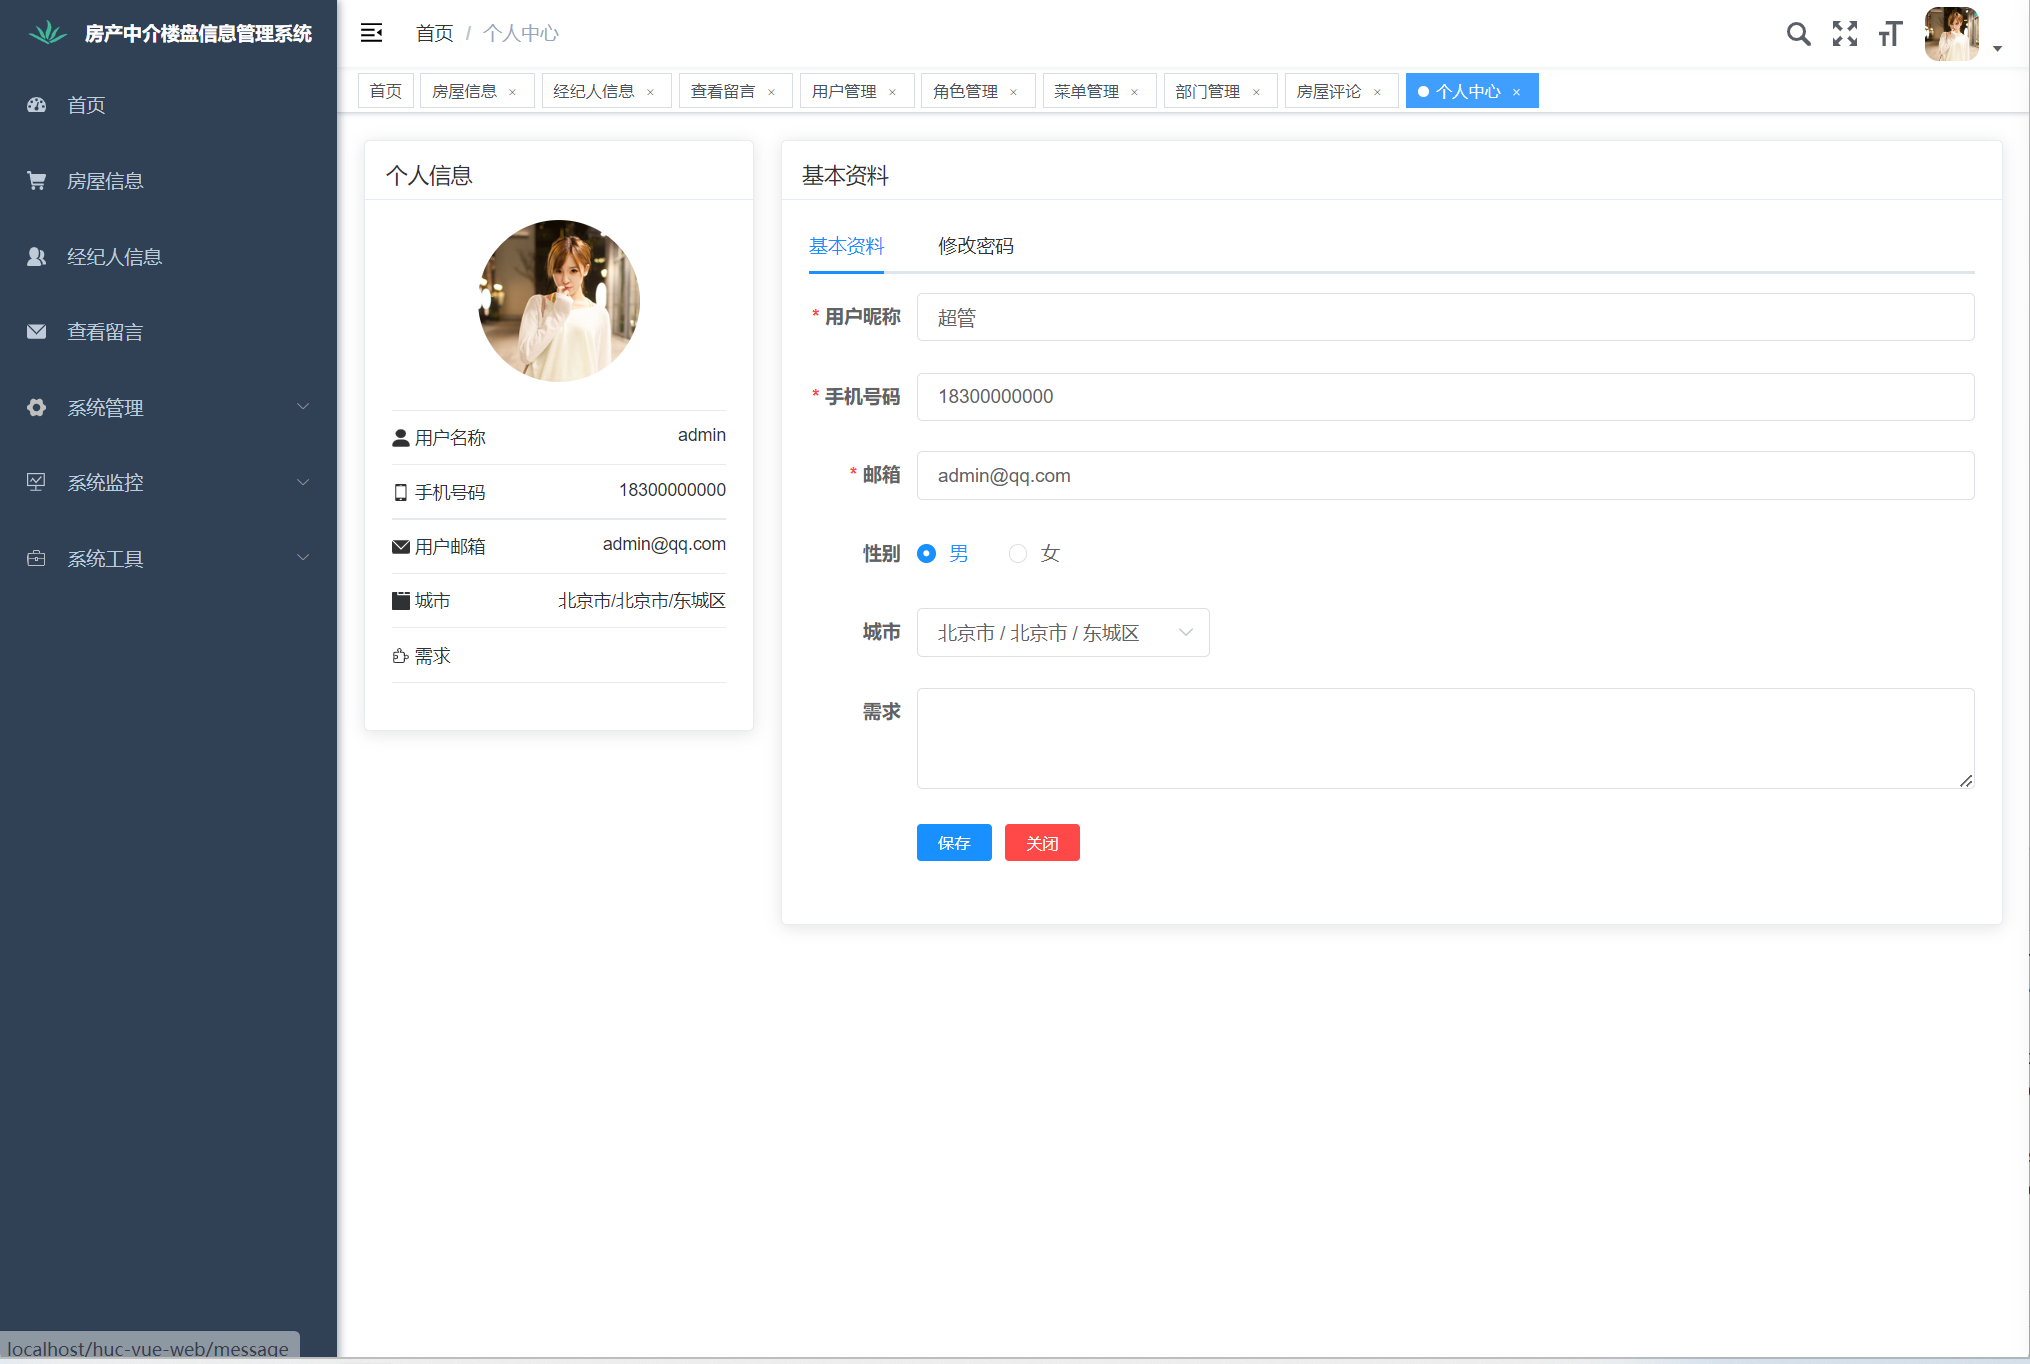 房产中介楼盘信息管理系统
首页
房屋信息
经纪人信息
查看留言
系统管理
系统监控
系统工具
localhost/huc-vue-web/message
首页 / 个人中心
首页 房屋信息 × 经纪人信息 × 查看留言 × 用户管理 × 角色管理 × 菜单管理 × 部门管理 × 房屋评论 × 个人中心 ×
个人信息
用户名称 admin
手机号码 18300000000
用户邮箱 admin@qq.com
城市 北京市/北京市/东城区
需求
基本资料
基本资料 修改密码
* 用户昵称 超管
* 手机号码 18300000000
* 邮箱 admin@qq.com
性别 男 女
城市 北京市 / 北京市 / 东城区
需求
保存 关闭